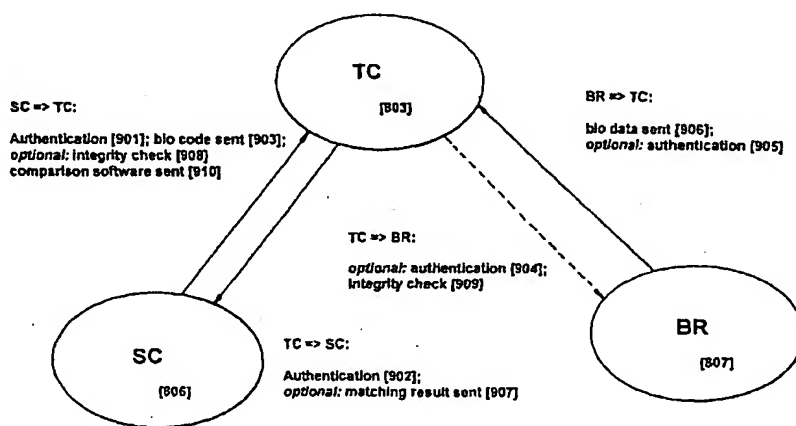 TC
[803]
SC => TC:
Authentication [901]; bio code sent [903];
optional: integrity check [908]
comparison software sent [910]
BR => TC:
bio data sent [906];
optional: authentication [905]
TC => BR:
optional: authentication [904];
integrity check [909]
SC
[806]
TC => SC:
Authentication [902];
optional: matching result sent [907]
BR
[807]